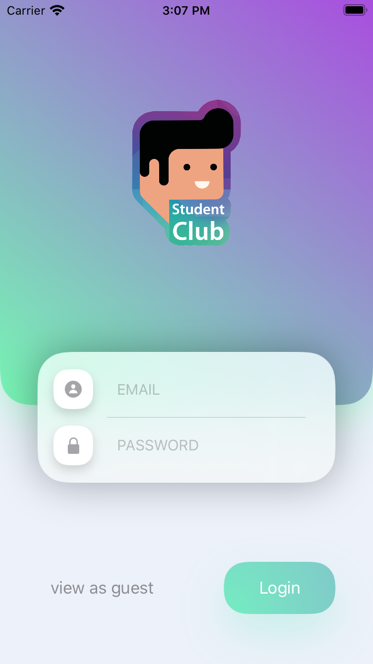 Carrier 3:07 PM
Student
Club
EMAIL
PASSWORD
view as guest Login